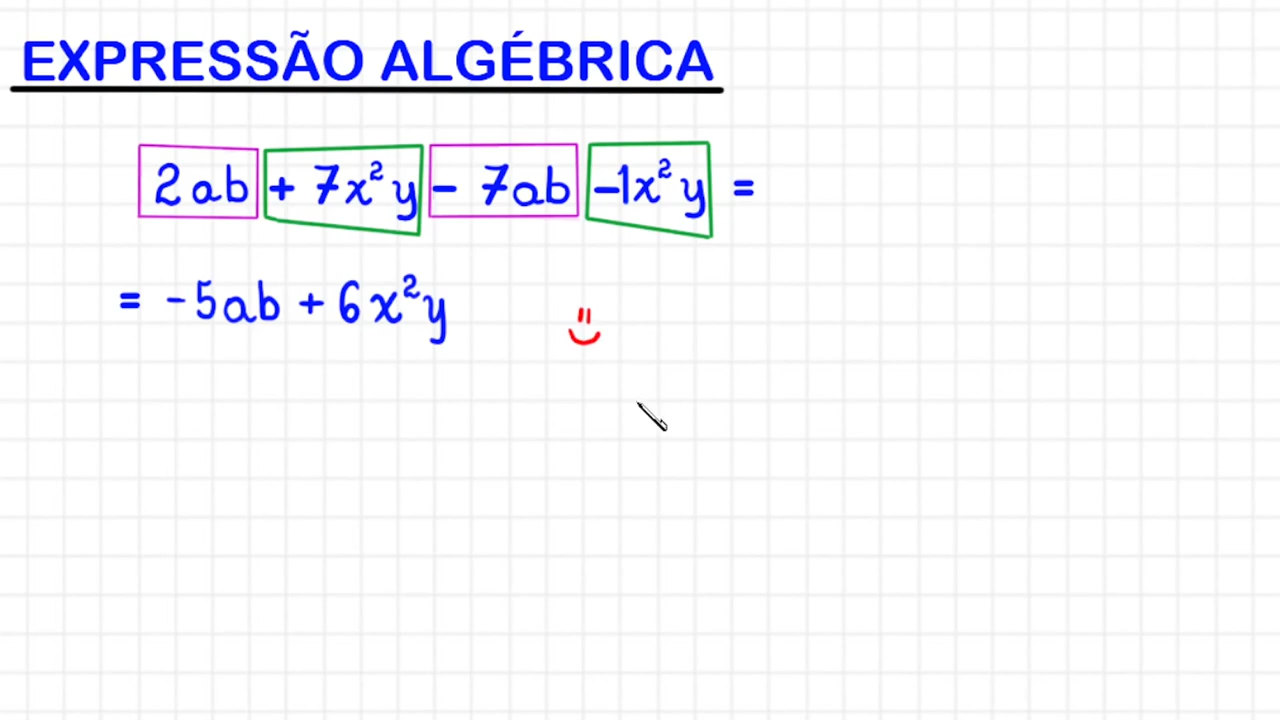 EXPRESSÃO ALGÉBRICA
2ab + 7x²y - 7ab -1x²y =
= -5ab + 6x²y